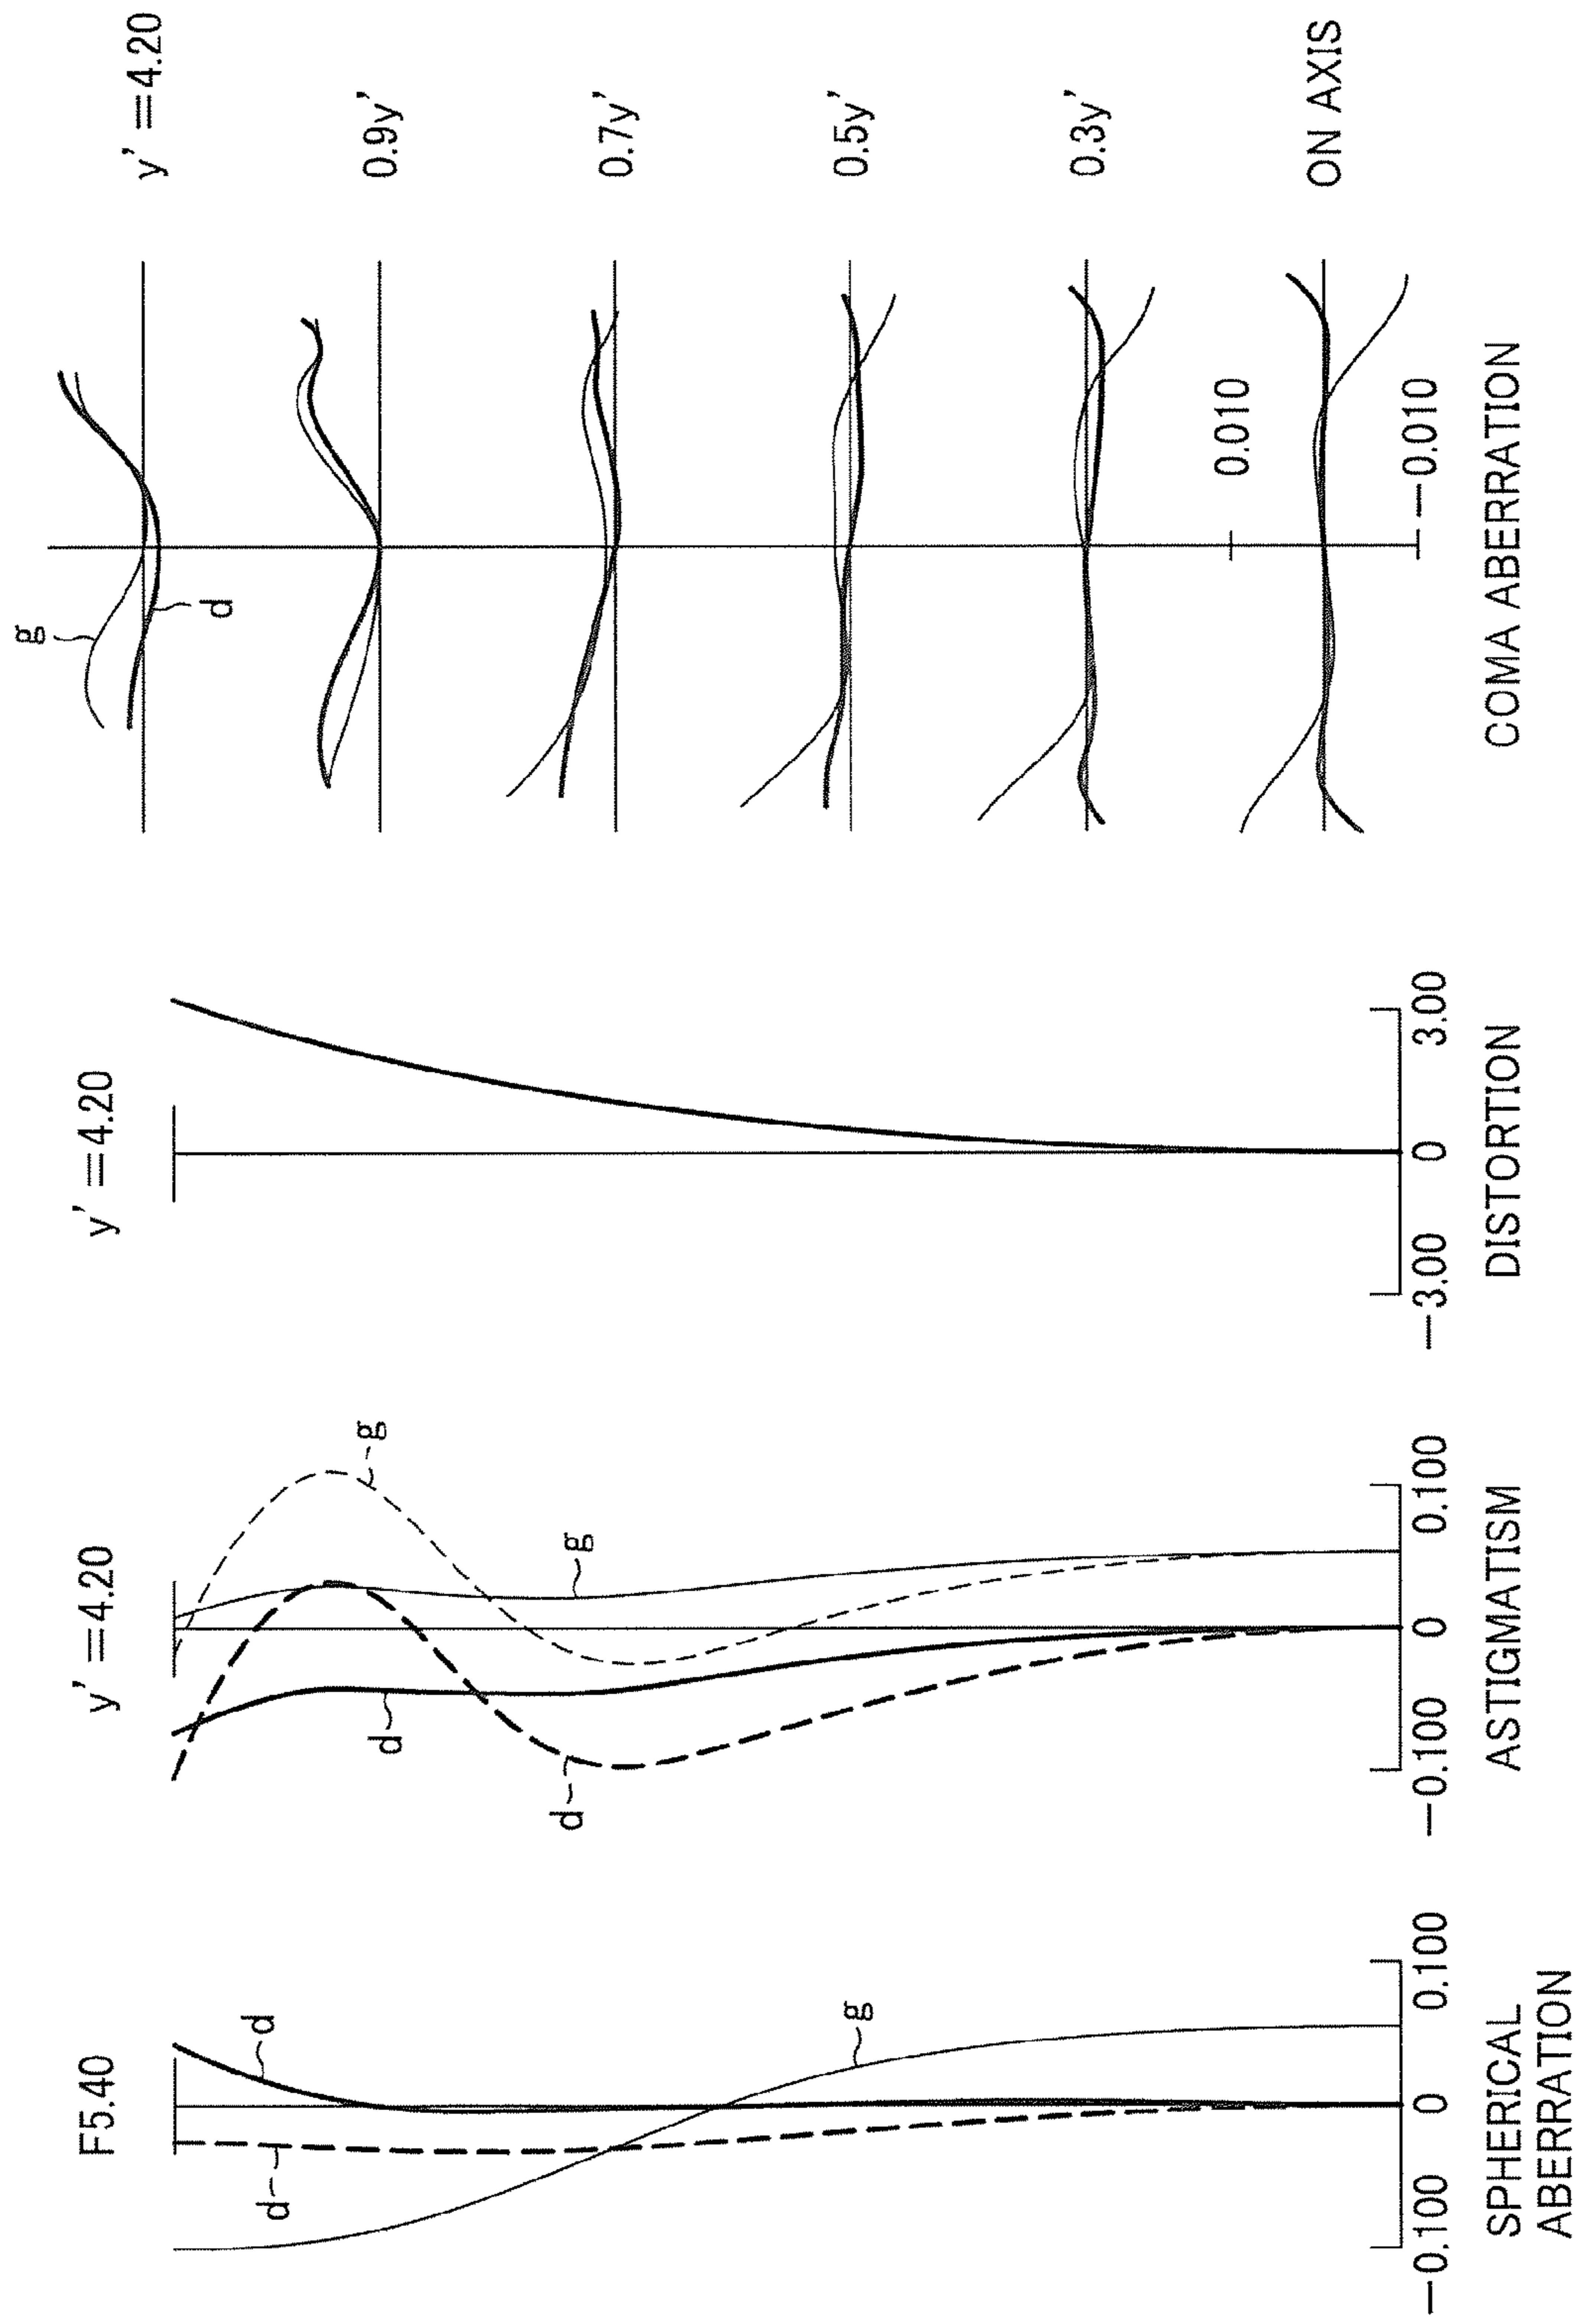 F5.40
d
d
g
−0.100
0
0.100
SPHERICAL
ABERRATION
y' =4.20
g
g
d
d
−0.100
0
0.100
ASTIGMATISM
y' =4.20
−3.00
0
3.00
DISTORTION
g
d
y' =4.20
0.9y'
0.7y'
0.5y'
0.3y'
0.010
ON AXIS
−0.010
COMA ABERRATION